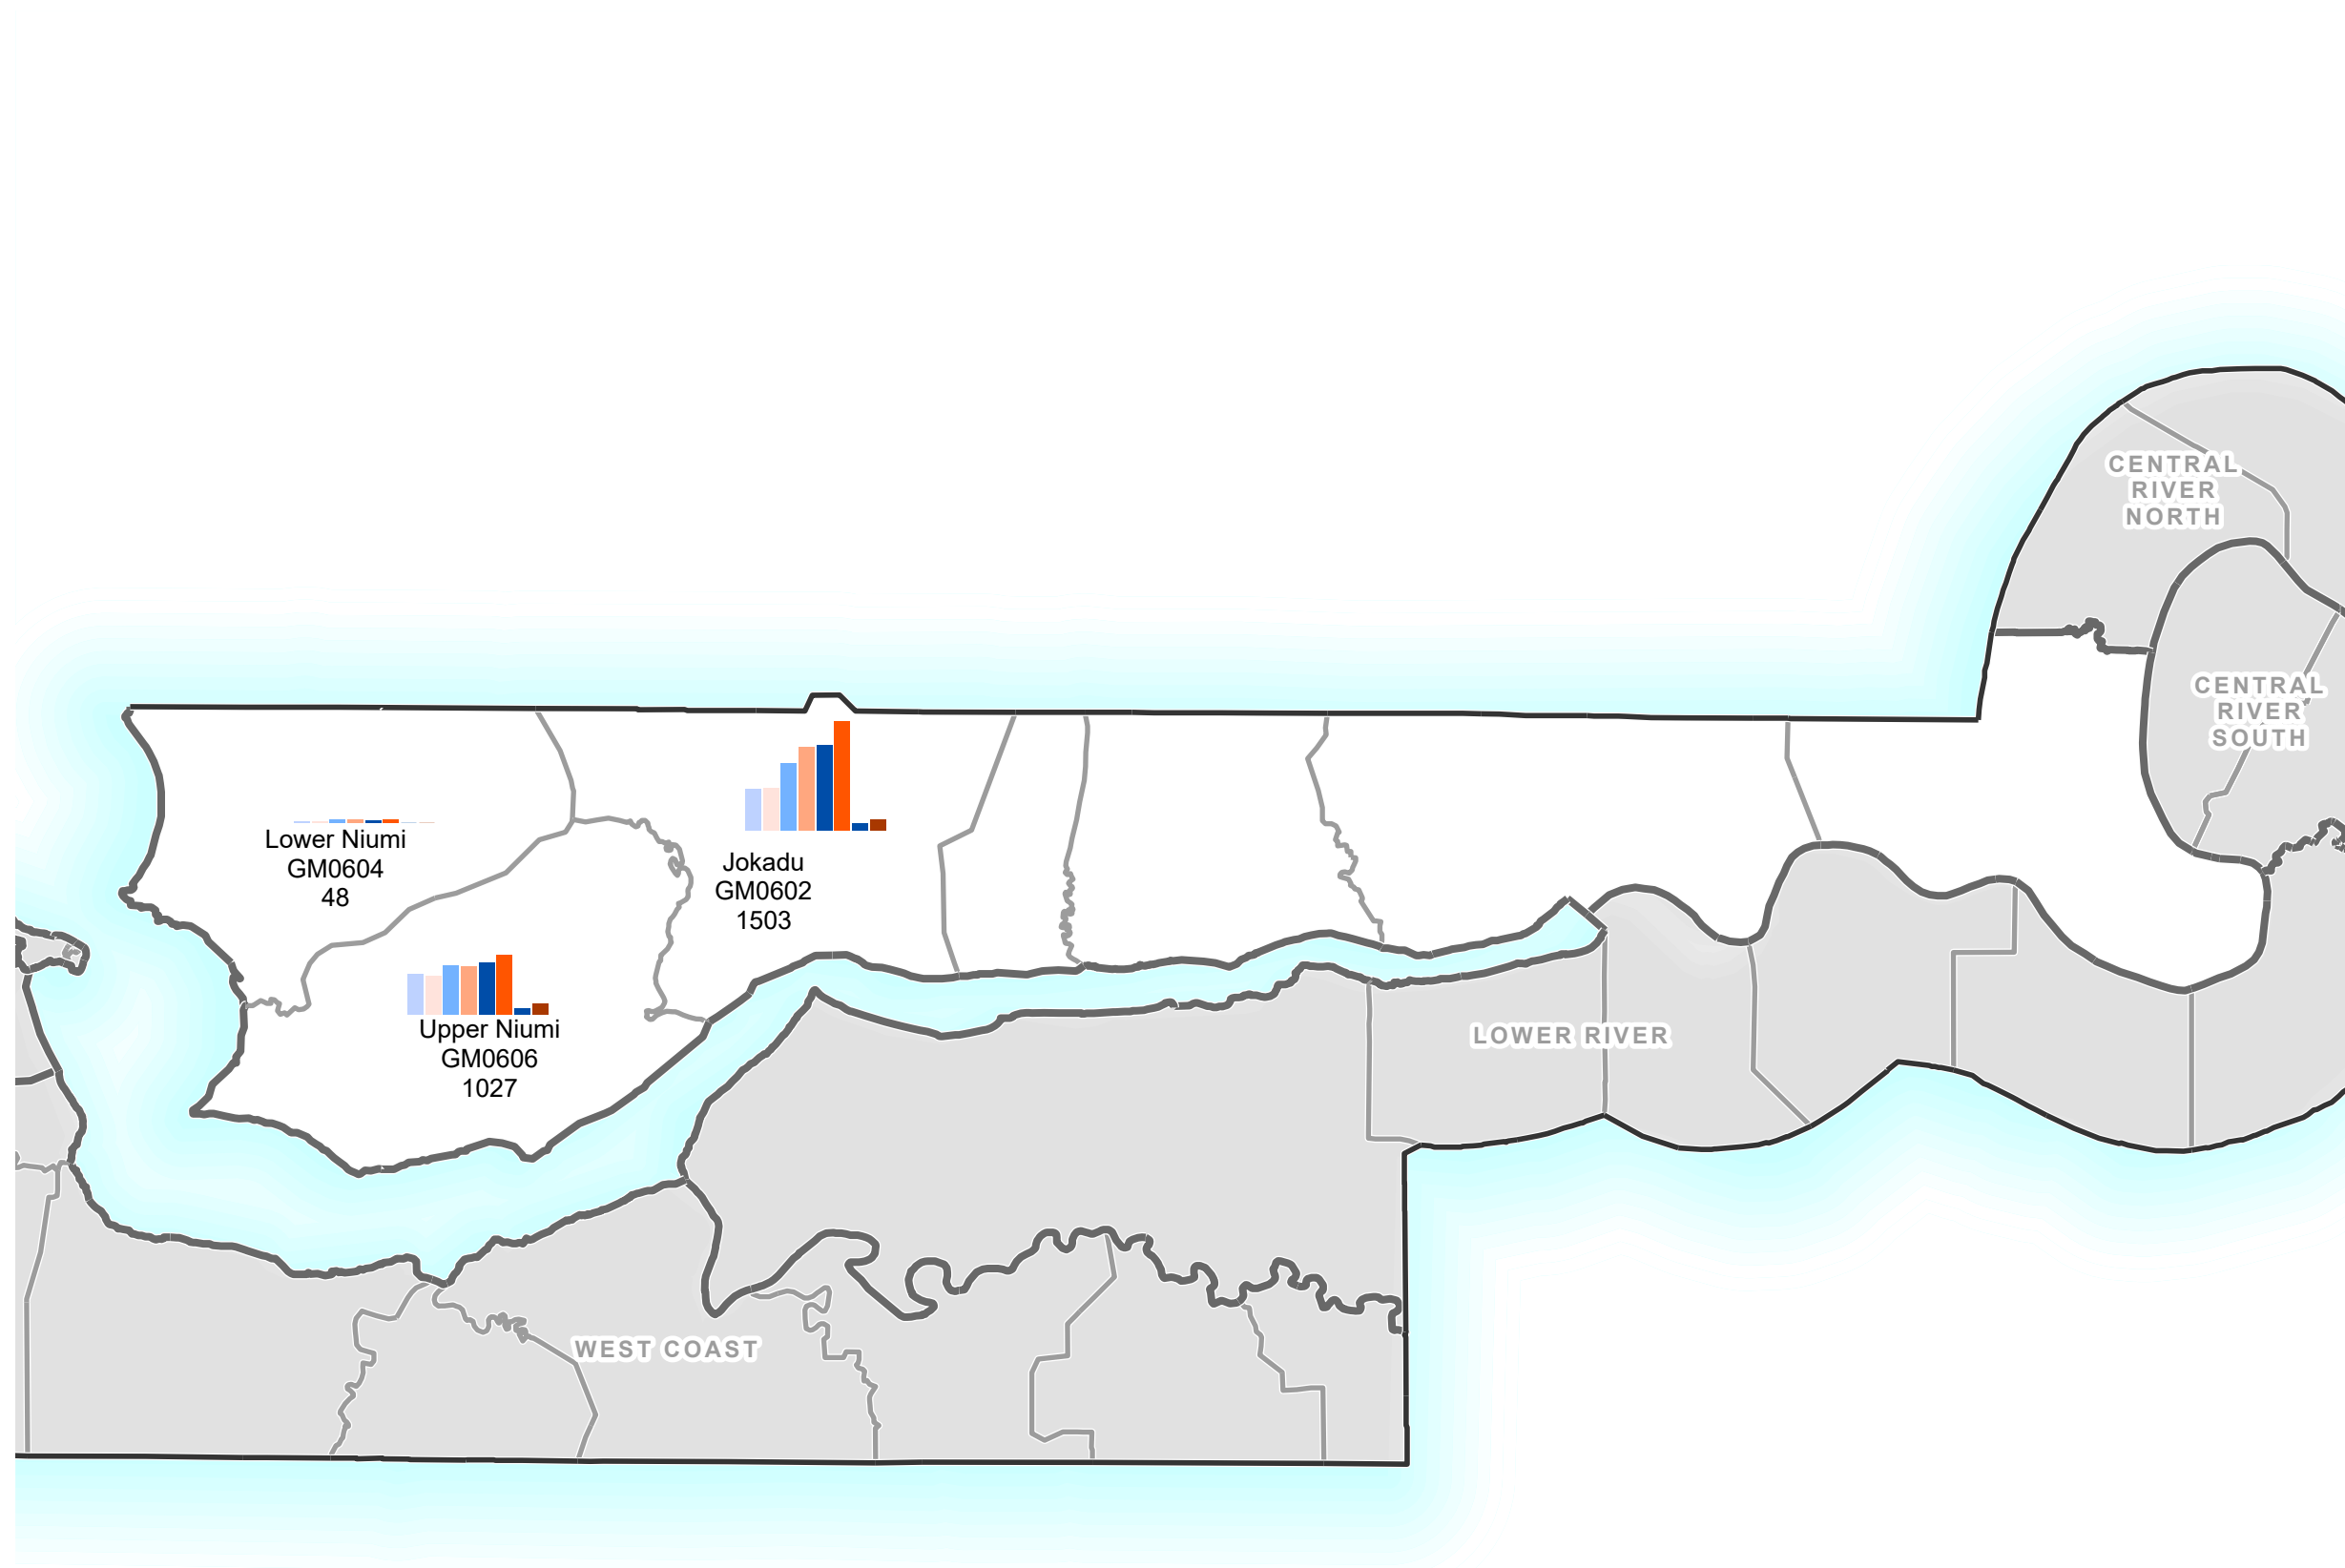 CENTRAL
RIVER
NORTH
CENTRAL
RIVER
SOUTH
Lower Niumi
GM0604
48
Jokadu
GM0602
1503
Upper Niumi
GM0606
1027
LOWER RIVER
WEST COAST